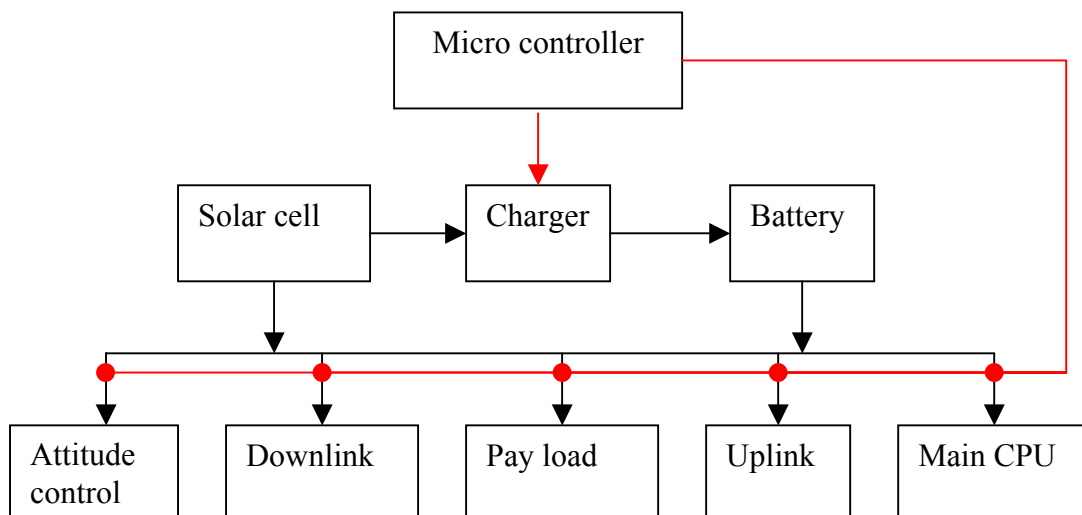 Micro controller
Solar cell
Charger
Battery
Attitude
control
Downlink
Pay load
Uplink
Main CPU